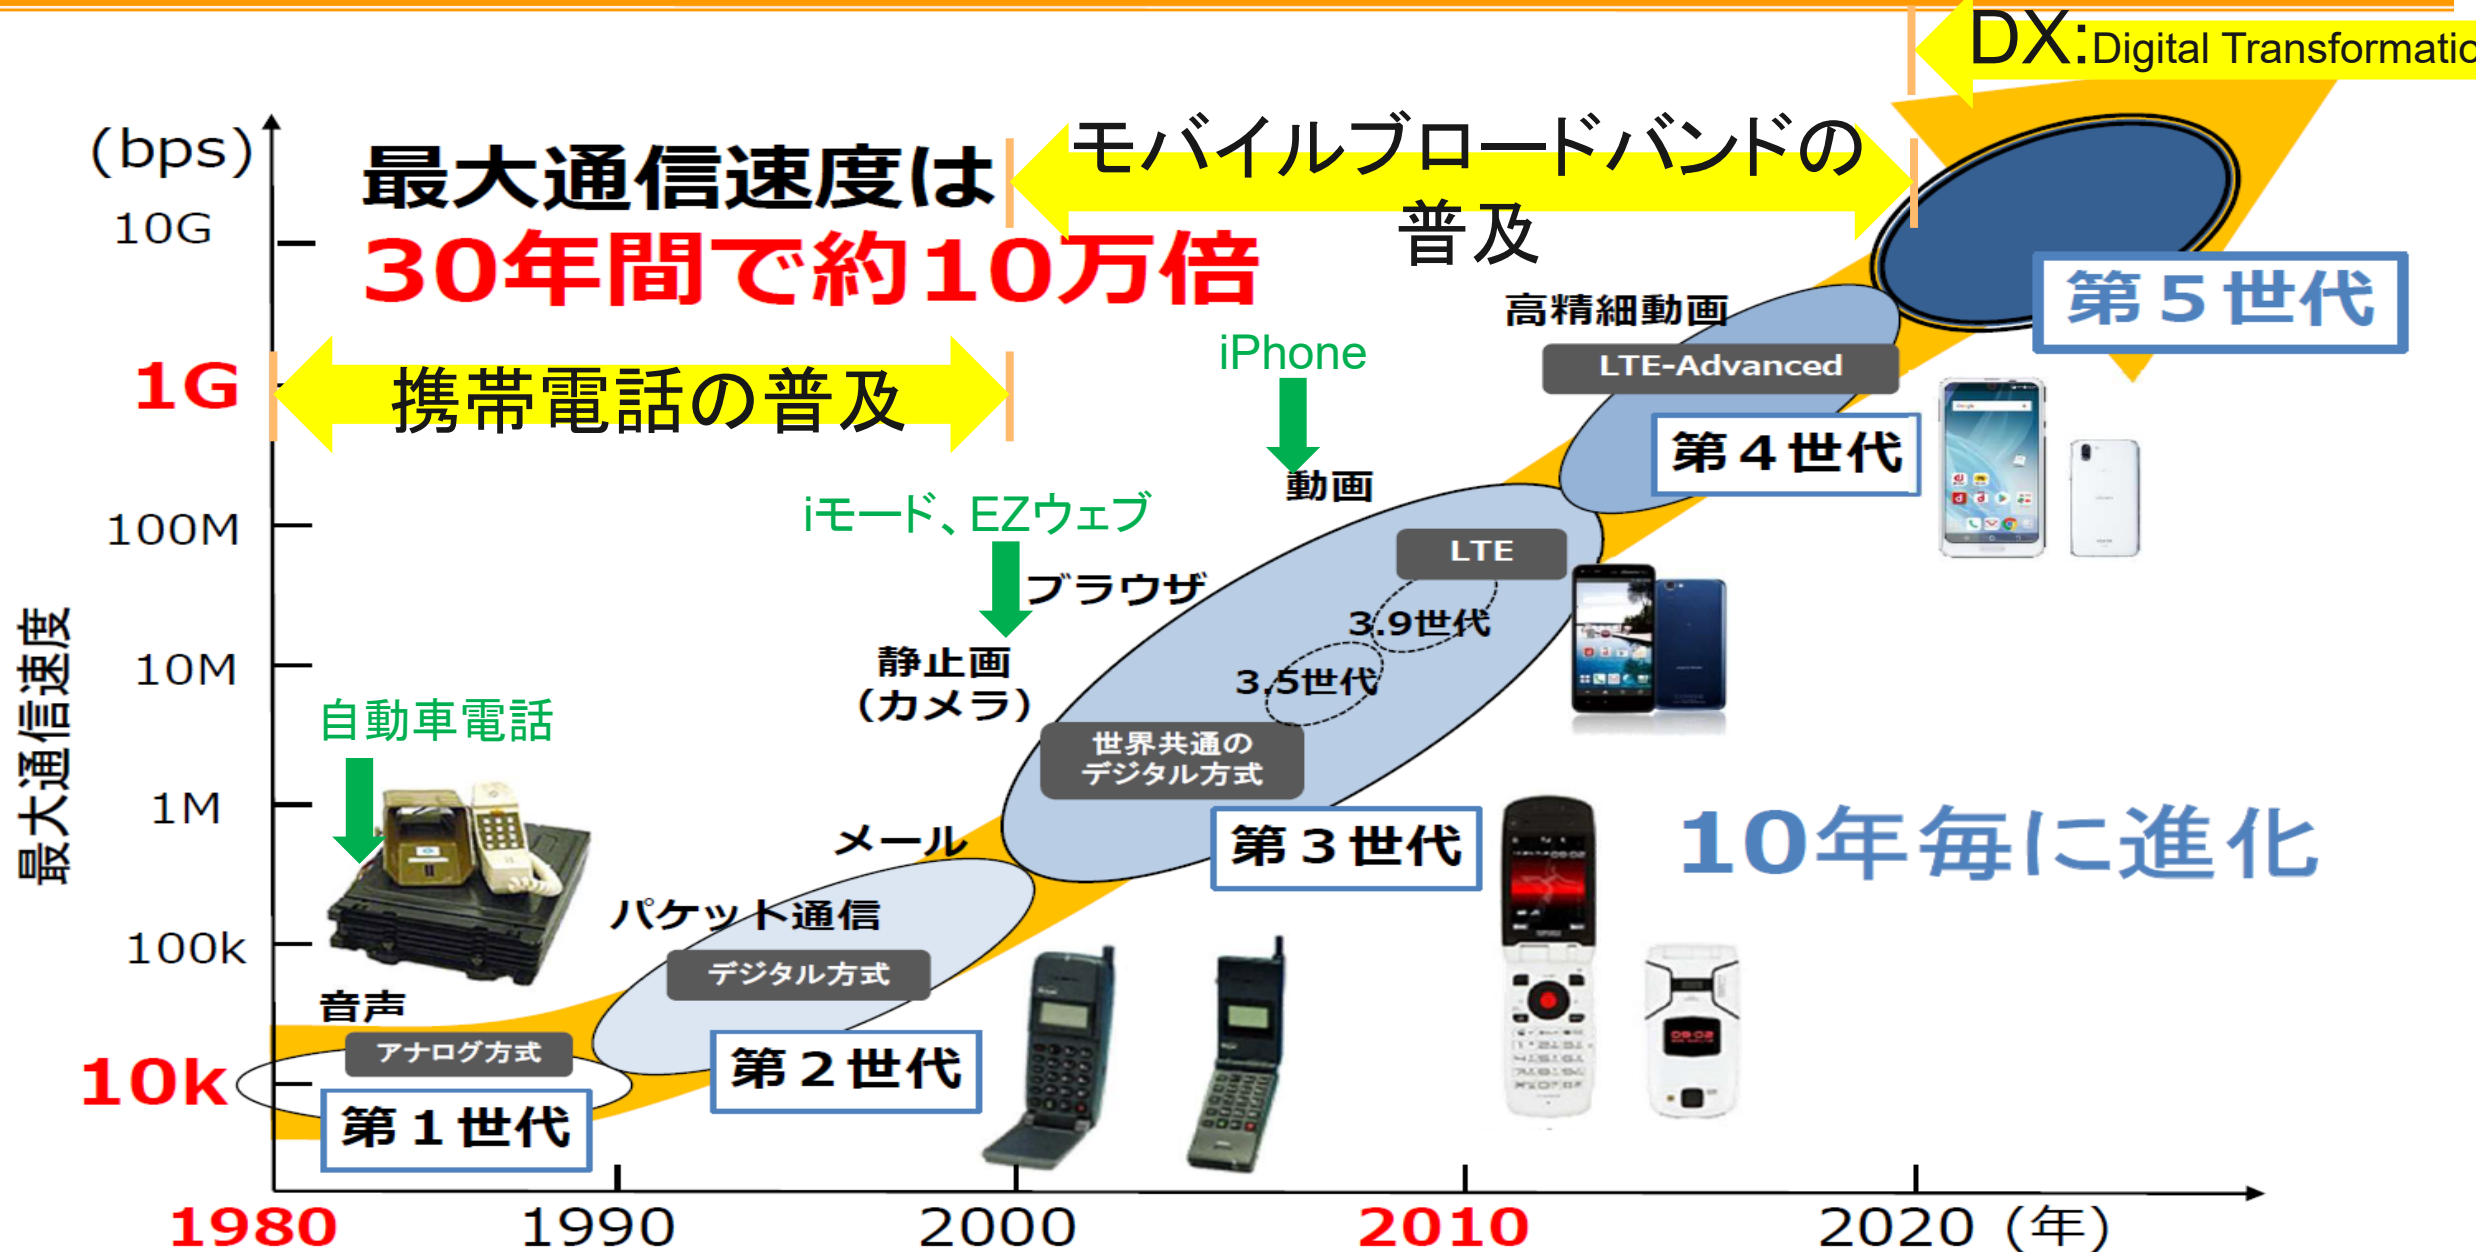 DX:Digital Transformatio
(bps)
最大通信速度は
30年間で約10万倍
モバイルブロードバンドの
普及
10G
1G
100M
10M
1M
100k
10k
最大通信速度
携帯電話の普及
iPhone
高精細動画
LTE-Advanced
第5世代
第4世代
動画
iモード、EZウェブ
ブラウザ
LTE
3.9世代
3.5世代
静止画
(カメラ)
世界共通の
デジタル方式
第3世代
自動車電話
メール
10年毎に進化
パケット通信
デジタル方式
第2世代
音声
アナログ方式
第1世代
1980
1990
2000
2010
2020 (年)